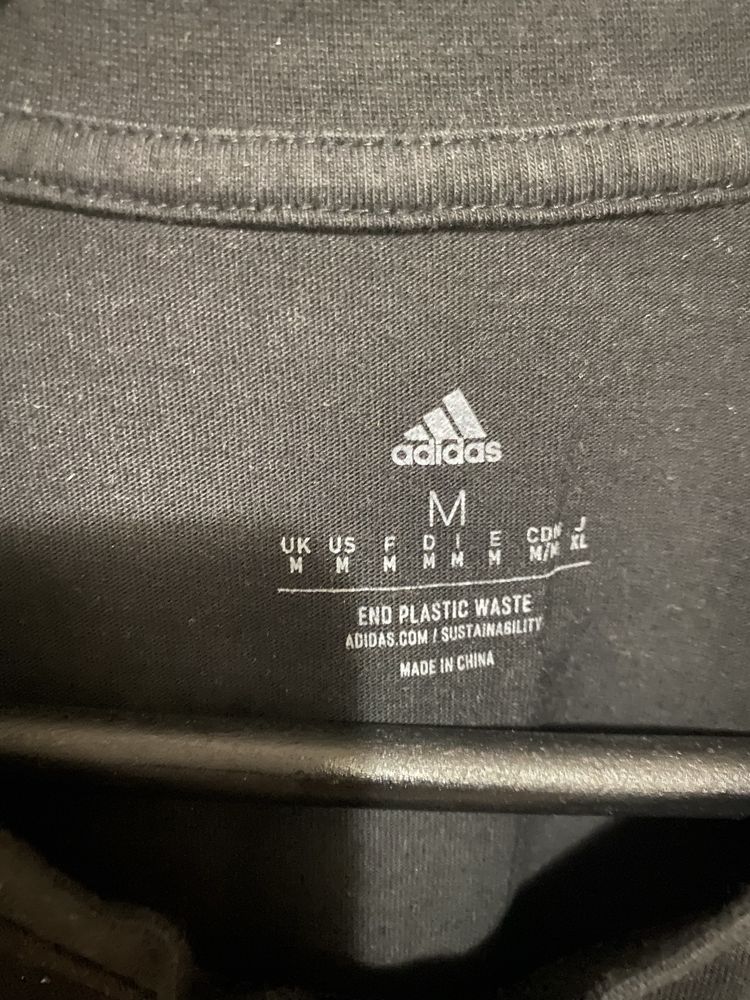 adidas
M
UK US F D I E CDN J
M M M M M M M/M XL
END PLASTIC WASTE
ADIDAS.COM / SUSTAINABILITY
MADE IN CHINA